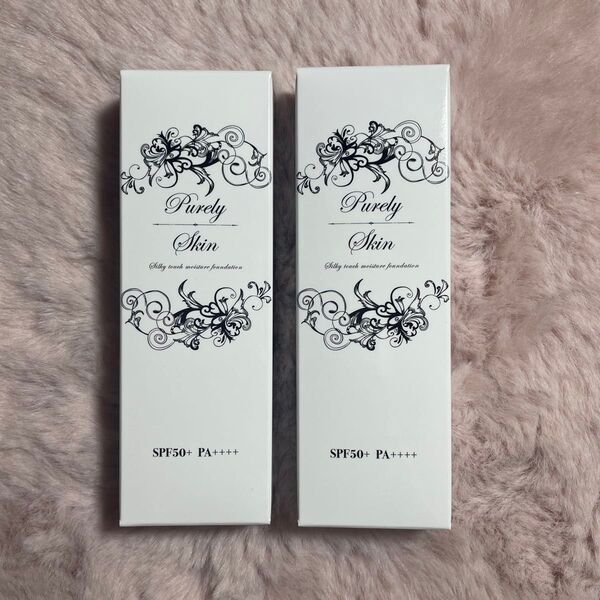 Purely
Skin
Silky touch moisture foundation
SPF50+ PA++++
Purely
Skin
Silky touch moisture foundation
SPF50+ PA++++